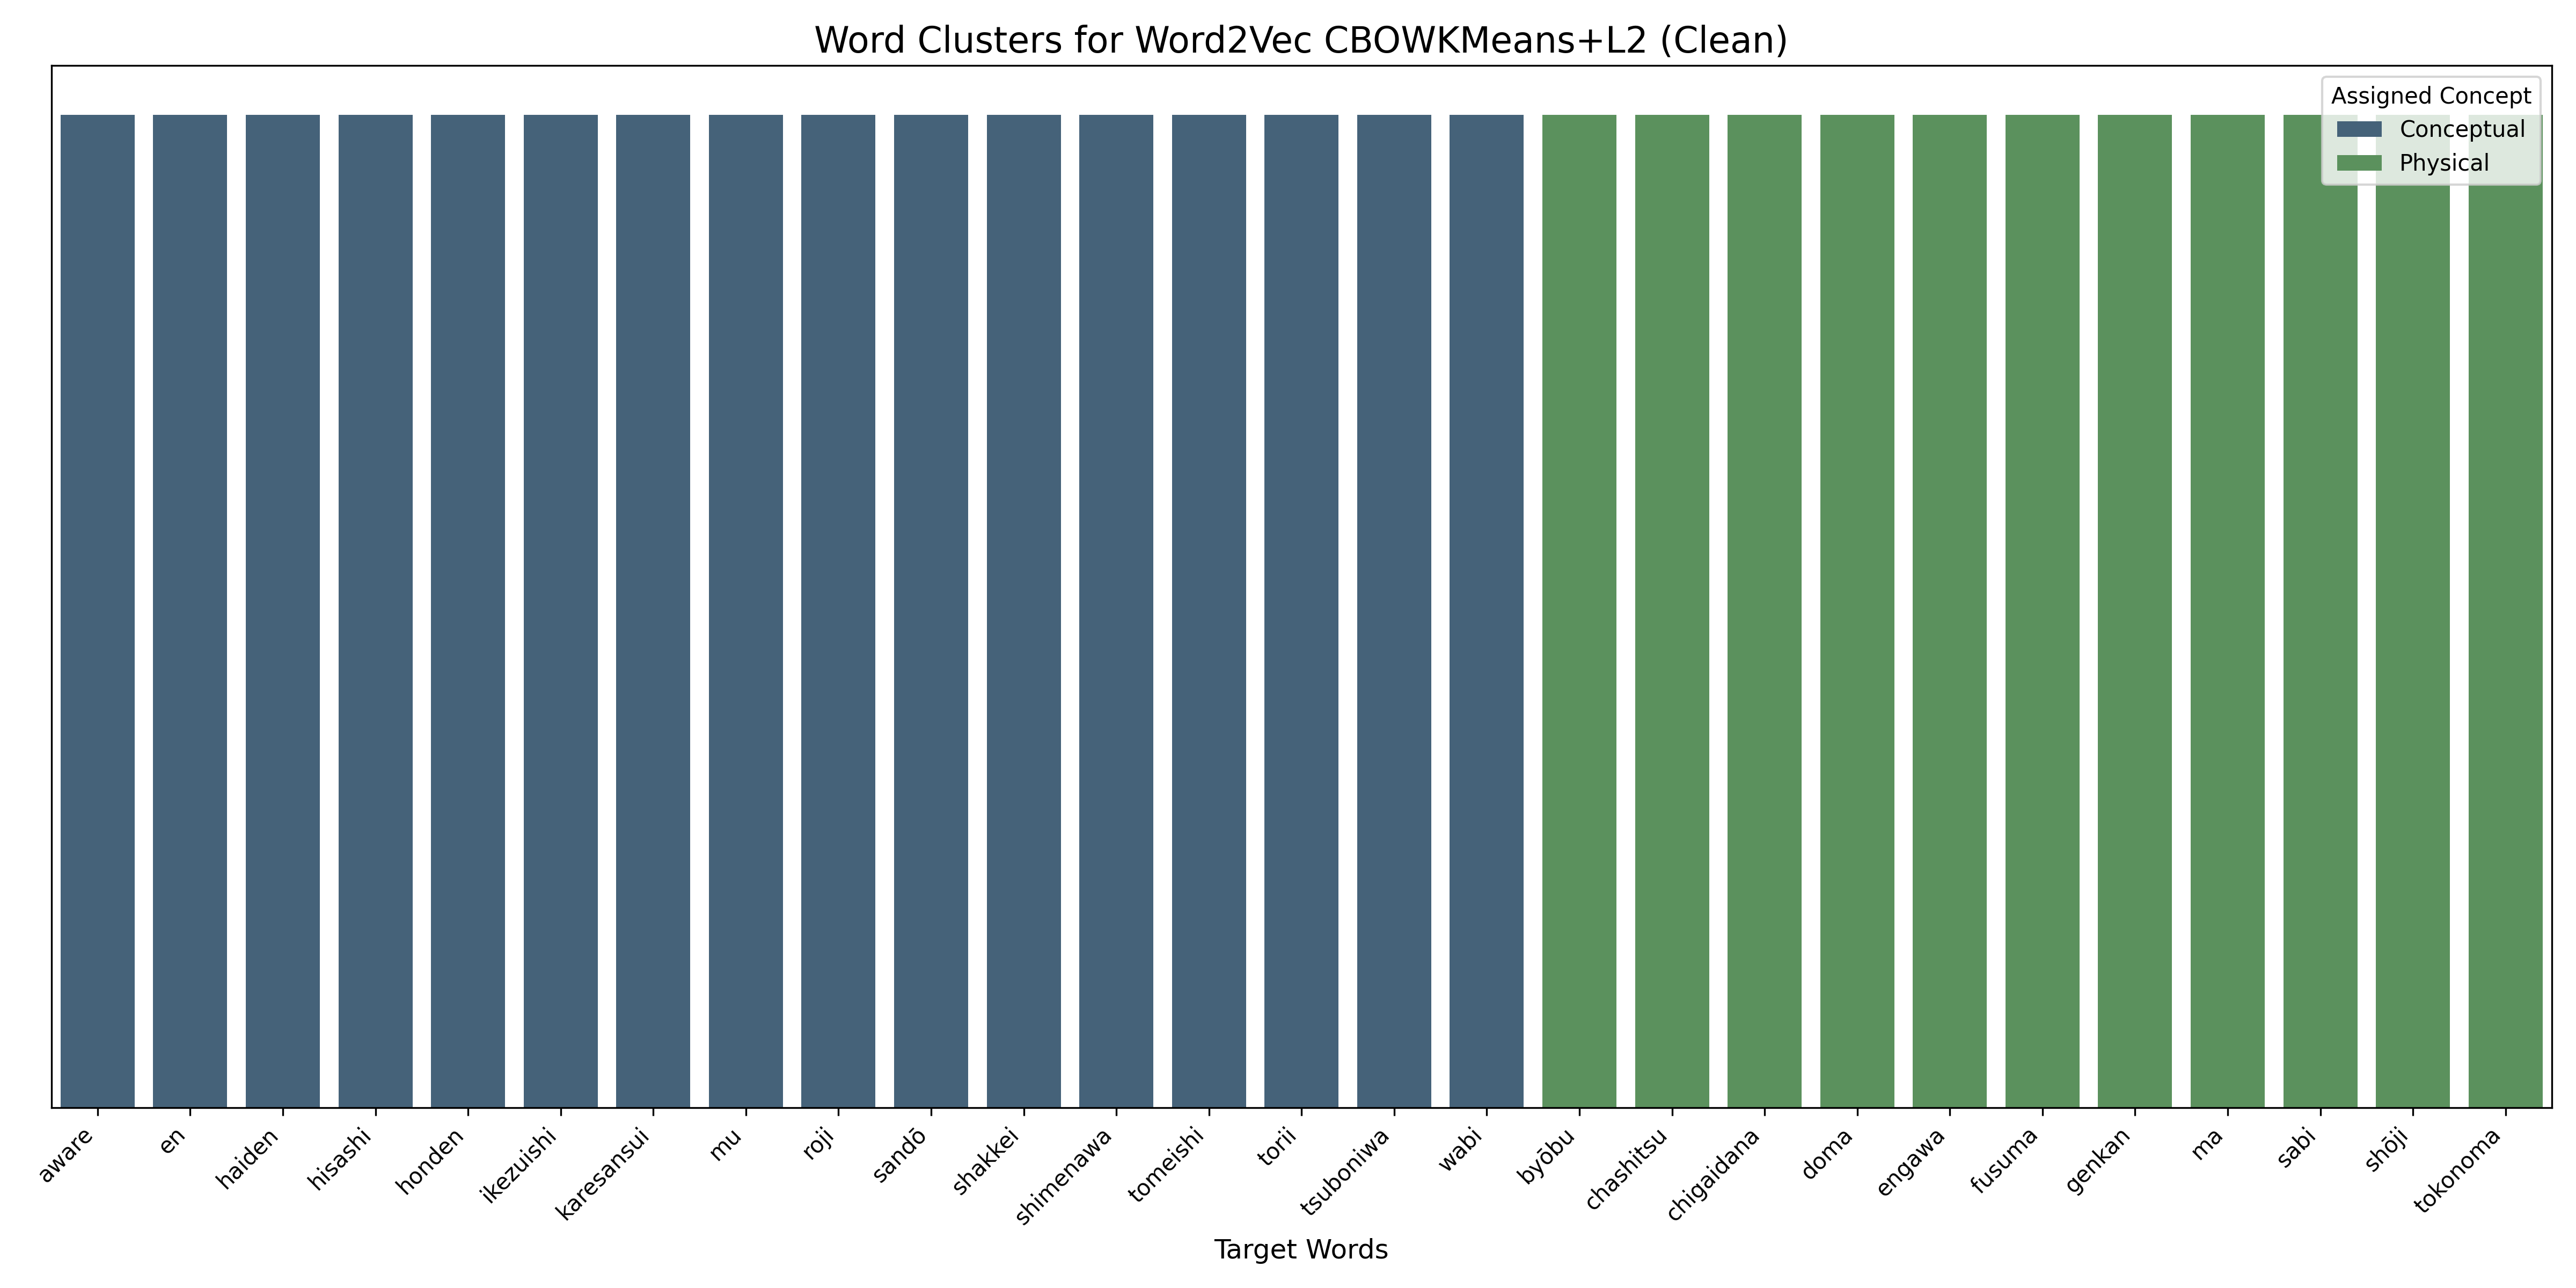 Word Clusters for Word2Vec CBOWKMeans+L2 (Clean)
Assigned Concept
Conceptual
Physical
aware
en
haiden
hisashi
honden
ikezuishi
karesansui
mu
roji
sandō
shakkei
shimenawa
tomeishi
torii
tsuboniwa
wabi
byōbu
chashitsu
chigaidana
doma
engawa
fusuma
genkan
ma
sabi
shōji
tokonoma
Target Words